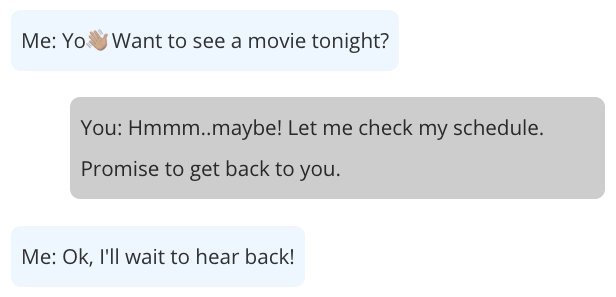 Me: Yo👋🏽 Want to see a movie tonight?
You: Hmmm..maybe! Let me check my schedule.
Promise to get back to you.
Me: Ok, I'll wait to hear back!